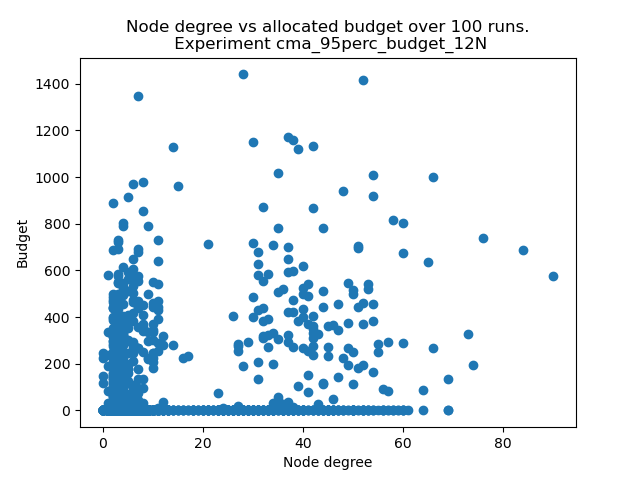 Node degree vs allocated budget over 100 runs.
Experiment cma_95perc_budget_12N
1400
1200
1000
800
600
400
200
0
Budget
0 20 40 60 80
Node degree